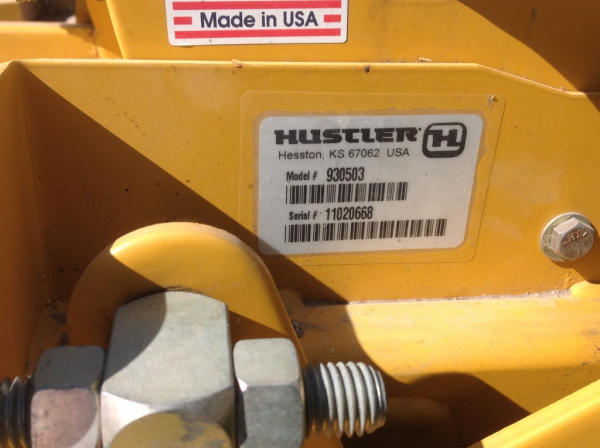 Made in USA
HUSTLER H
Hesston, KS 67062 USA
Model # 930503
Serial # 11020668